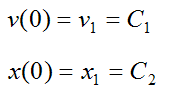 v(0) = v₁ = C₁
x(0) = x₁ = C₂